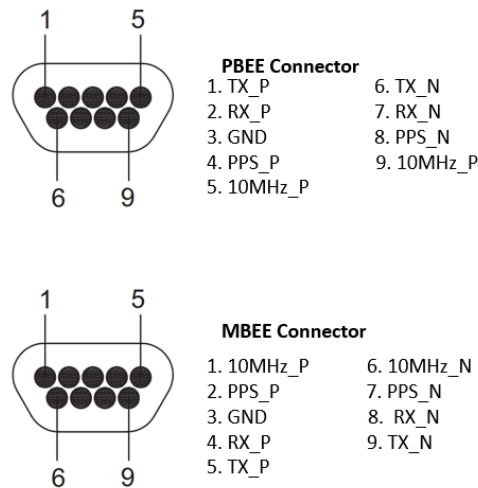 1 5
6 9
PBEE Connector
1. TX_P 6. TX_N
2. RX_P 7. RX_N
3. GND 8. PPS_N
4. PPS_P 9. 10MHz_P
5. 10MHz_P
1 5
6 9
MBEE Connector
1. 10MHz_P 6. 10MHz_N
2. PPS_P 7. PPS_N
3. GND 8. RX_N
4. RX_P 9. TX_N
5. TX_P